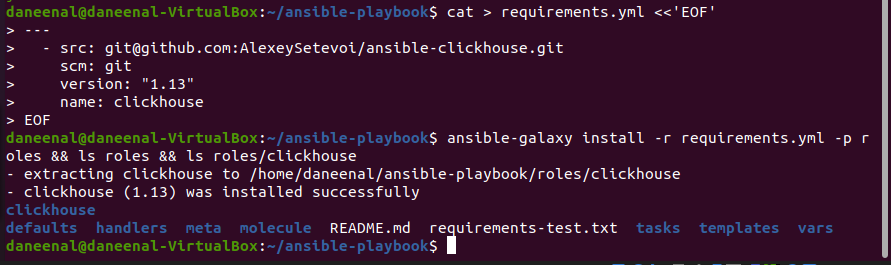 daneenal@daneenal-VirtualBox:~/ansible-playbook$ cat > requirements.yml <<'EOF'
> ---
>   - src: git@github.com:AlexeySetevoi/ansible-clickhouse.git
>     scm: git
>     version: "1.13"
>     name: clickhouse
> EOF
daneenal@daneenal-VirtualBox:~/ansible-playbook$ ansible-galaxy install -r requirements.yml -p r
oles && ls roles && ls roles/clickhouse
- extracting clickhouse to /home/daneenal/ansible-playbook/roles/clickhouse
- clickhouse (1.13) was installed successfully
clickhouse
defaults  handlers  meta  molecule  README.md  requirements-test.txt  tasks  templates  vars
daneenal@daneenal-VirtualBox:~/ansible-playbook$